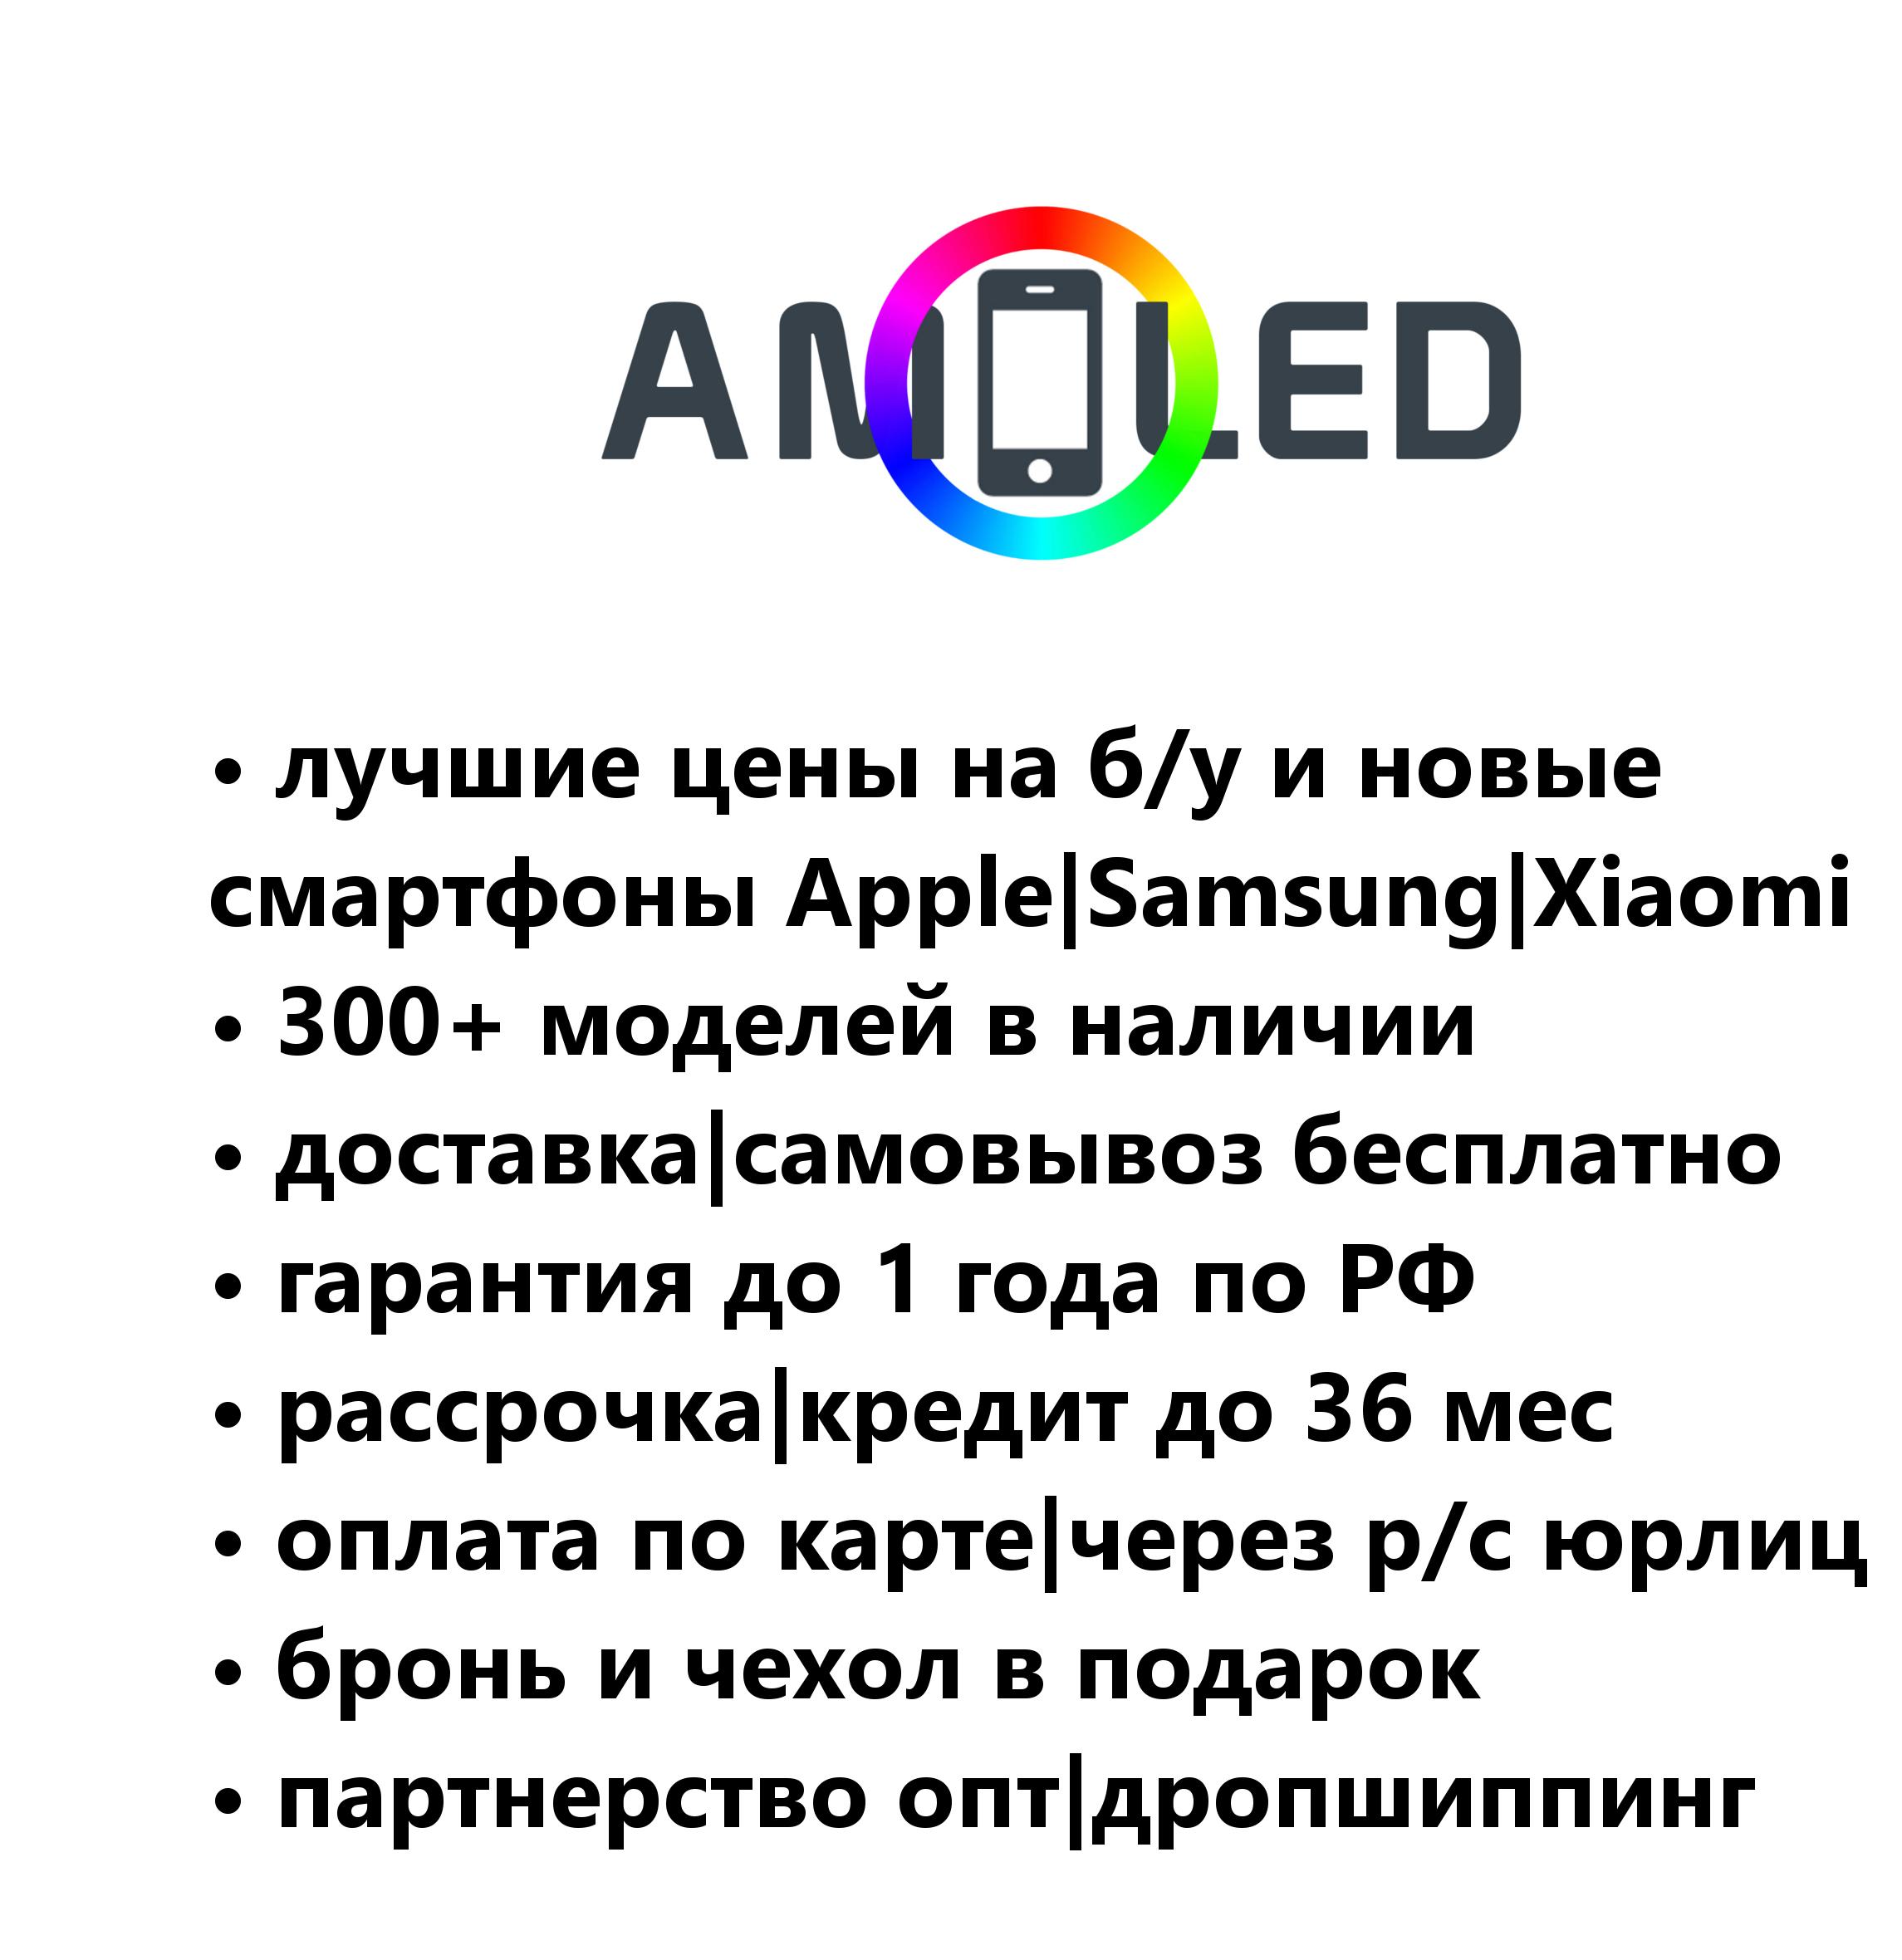 AMOLED
• лучшие цены на б/у и новые
смартфоны Apple|Samsung|Xiaomi
• 300+ моделей в наличии
• доставка|самовывоз бесплатно
• гарантия до 1 года по РФ
• рассрочка|кредит до 36 мес
• оплата по карте|через р/с юрлиц
• бронь и чехол в подарок
• партнерство опт|дропшиппинг